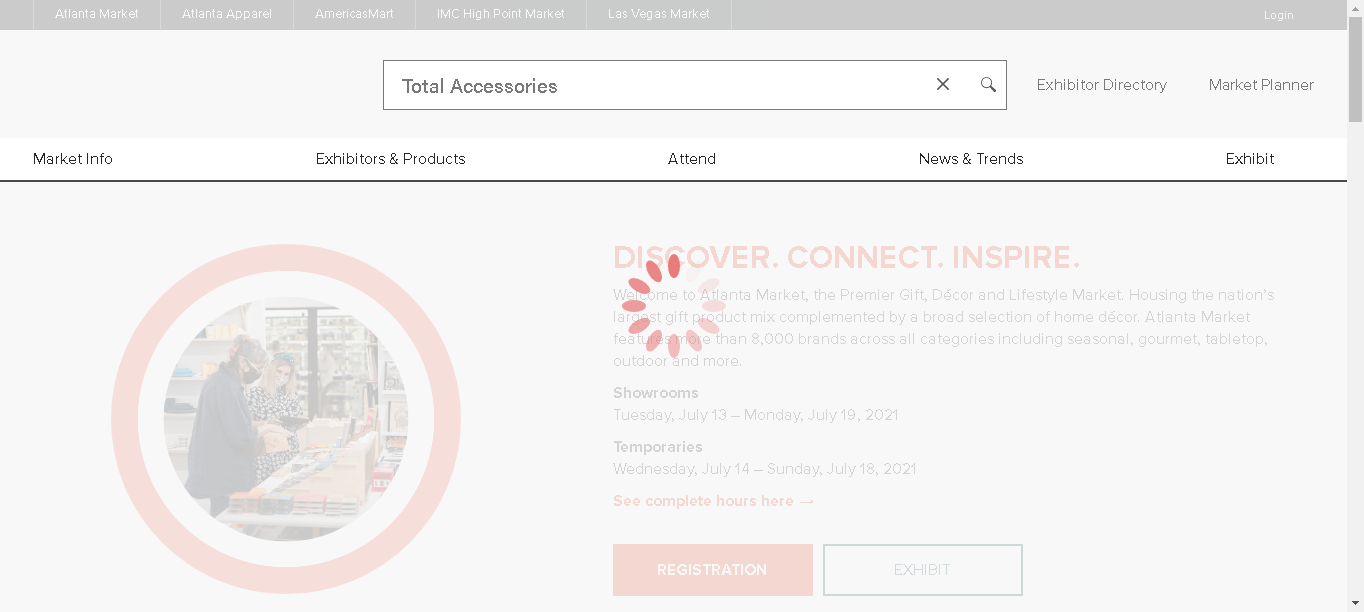 Atlanta Market
Atlanta Apparel
AmericasMart
IMC High Point Market
Las Vegas Market
Login
Total Accessories
Exhibitor Directory
Market Planner
Market Info
Exhibitors & Products
Attend
News & Trends
Exhibit
DISCOVER. CONNECT. INSPIRE.
Welcome to Atlanta Market, the Premier Gift, Décor and Lifestyle Market. Housing the nation's
largest gift product mix complemented by a broad selection of home décor. Atlanta Market
features more than 8,000 brands across all categories including seasonal, gourmet, tabletop,
outdoor and more.
Showrooms
Tuesday, July 13 – Monday, July 19, 2021
Temporaries
Wednesday, July 14 – Sunday, July 18, 2021
See complete hours here →
REGISTRATION
EXHIBIT